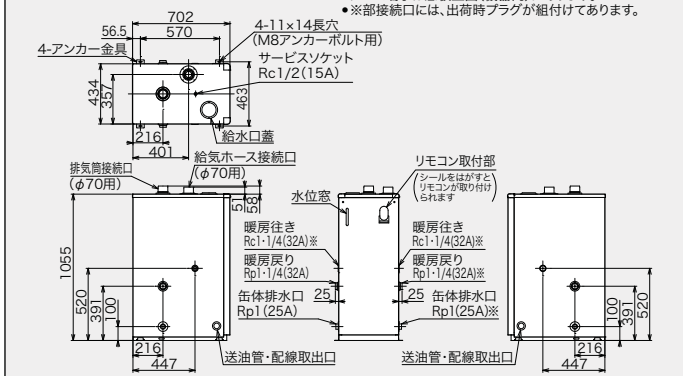 ●※部接続口には、出荷時プラグが組付けてあります。
702
56.5
570
4-11×14長穴
(M8アンカーボルト用)
4-アンカー金具
サービスソケット
Rc1/2(15A)
434
357
463
216
401
給水口蓋
給気ホース接続口
(φ70用)
排気筒接続口
(φ70用)
51
58
水位窓
リモコン取付部
(シールをはがすと
リモコンが取り付け
られます)
暖房往き
Rc1・1/4(32A)※
暖房往き
Rc1・1/4(32A)※
暖房戻り
Rp1・1/4(32A)
暖房戻り
Rp1・1/4(32A)※
缶体排水口
Rp1(25A)
25
25
缶体排水口
Rp1(25A)※
1055
520
391
100
100
391
520
216
447
送油管・配線取出口
送油管・配線取出口
216
447